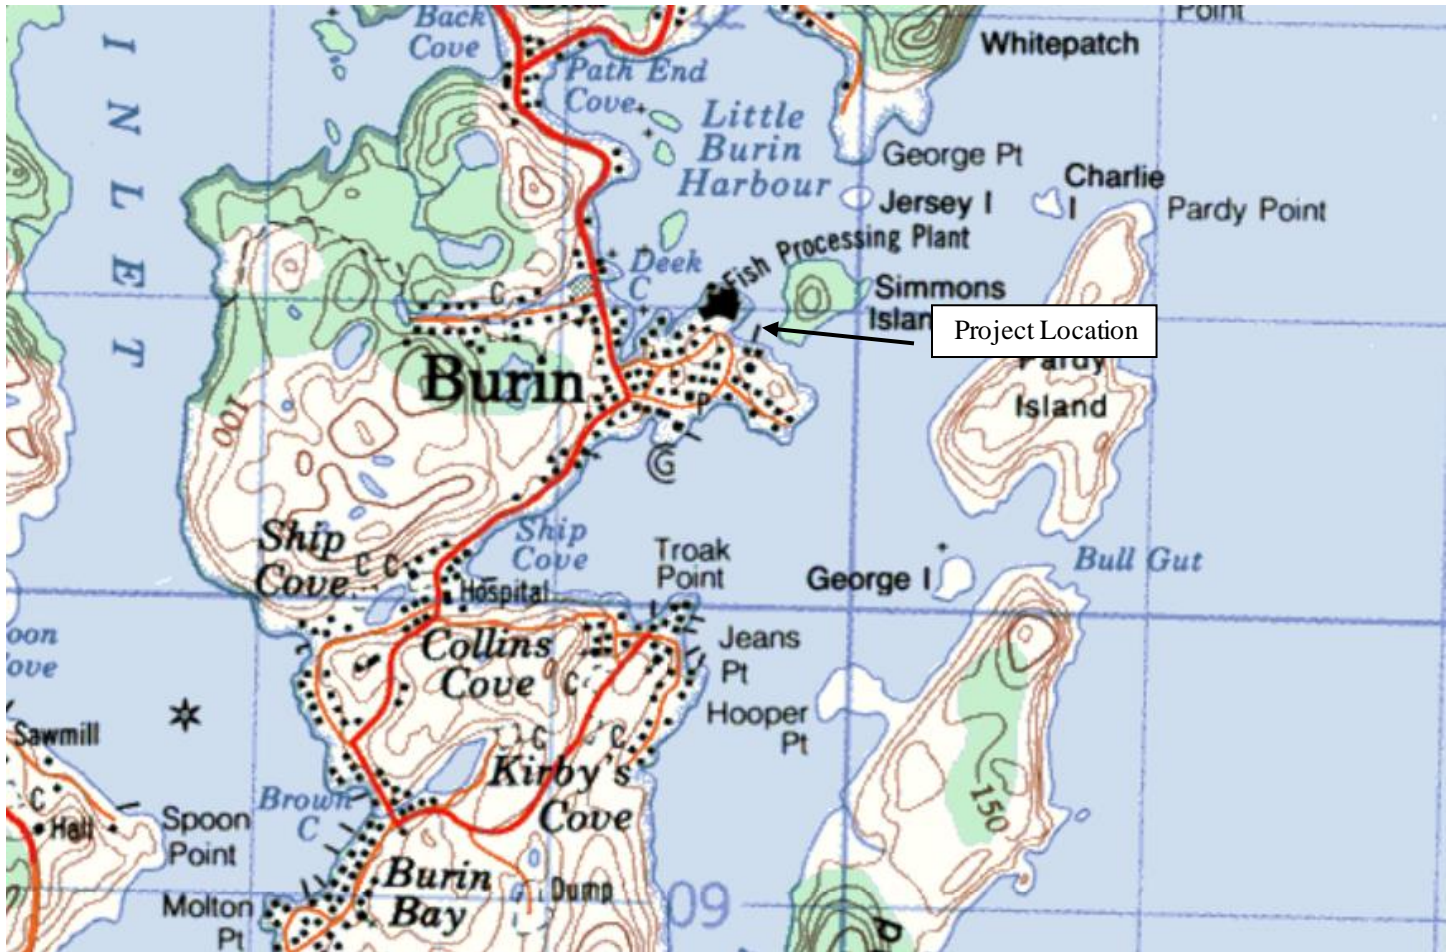 Back
Cove
Point
Whitepatch
Path End
Cove
Little
Burin
Harbour
INLET
George Pt
Charlie
I
Jersey I
Pardy Point
Fish Processing Plant
Deek
C
C
Simmons
Project Location
Burin
Pardy
Island
100
P
G
Ship
Cove
C
C
Ship
Cove
Hospital
Troak
Point
George I
Bull Gut
Collins
Cove
C
Jeans
Pt
Hooper
Pt
Sawmill
C
Hall
C
C
Kirby's
Cove
150
Brown
C
Spoon
Point
Burin
Bay
Dump
09
Molton
Pt